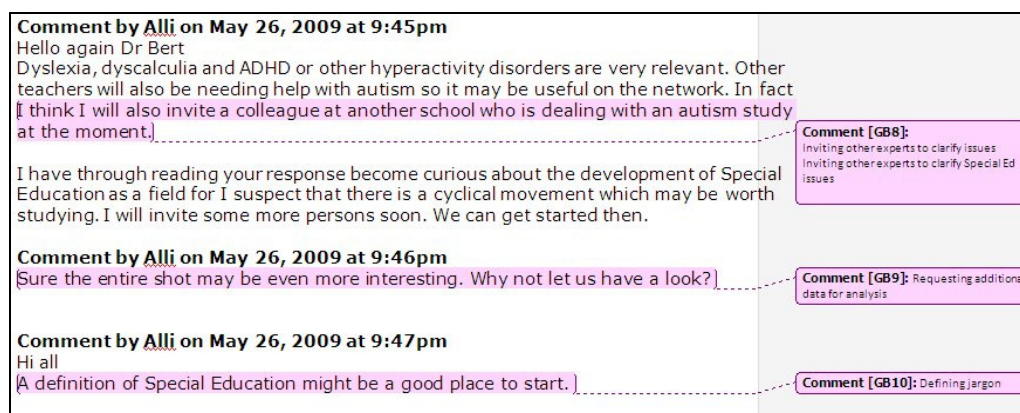 Comment by Alli on May 26, 2009 at 9:45pm
Hello again Dr Bert
Dyslexia, dyscalculia and ADHD or other hyperactivity disorders are very relevant. Other
teachers will also be needing help with autism so it may be useful on the network. In fact
I think I will also invite a colleague at another school who is dealing with an autism study
at the moment.
Comment [GB8]:
Inviting other experts to clarify issues
Inviting other experts to clarify Special Ed
issues
I have through reading your response become curious about the development of Special
Education as a field for I suspect that there is a cyclical movement which may be worth
studying. I will invite some more persons soon. We can get started then.
Comment by Alli on May 26, 2009 at 9:46pm
Sure the entire shot may be even more interesting. Why not let us have a look?
Comment [GB9]: Requesting additiona
data for analysis
Comment by Alli on May 26, 2009 at 9:47pm
Hi all
A definition of Special Education might be a good place to start.
Comment [GB10]: Defining jargon